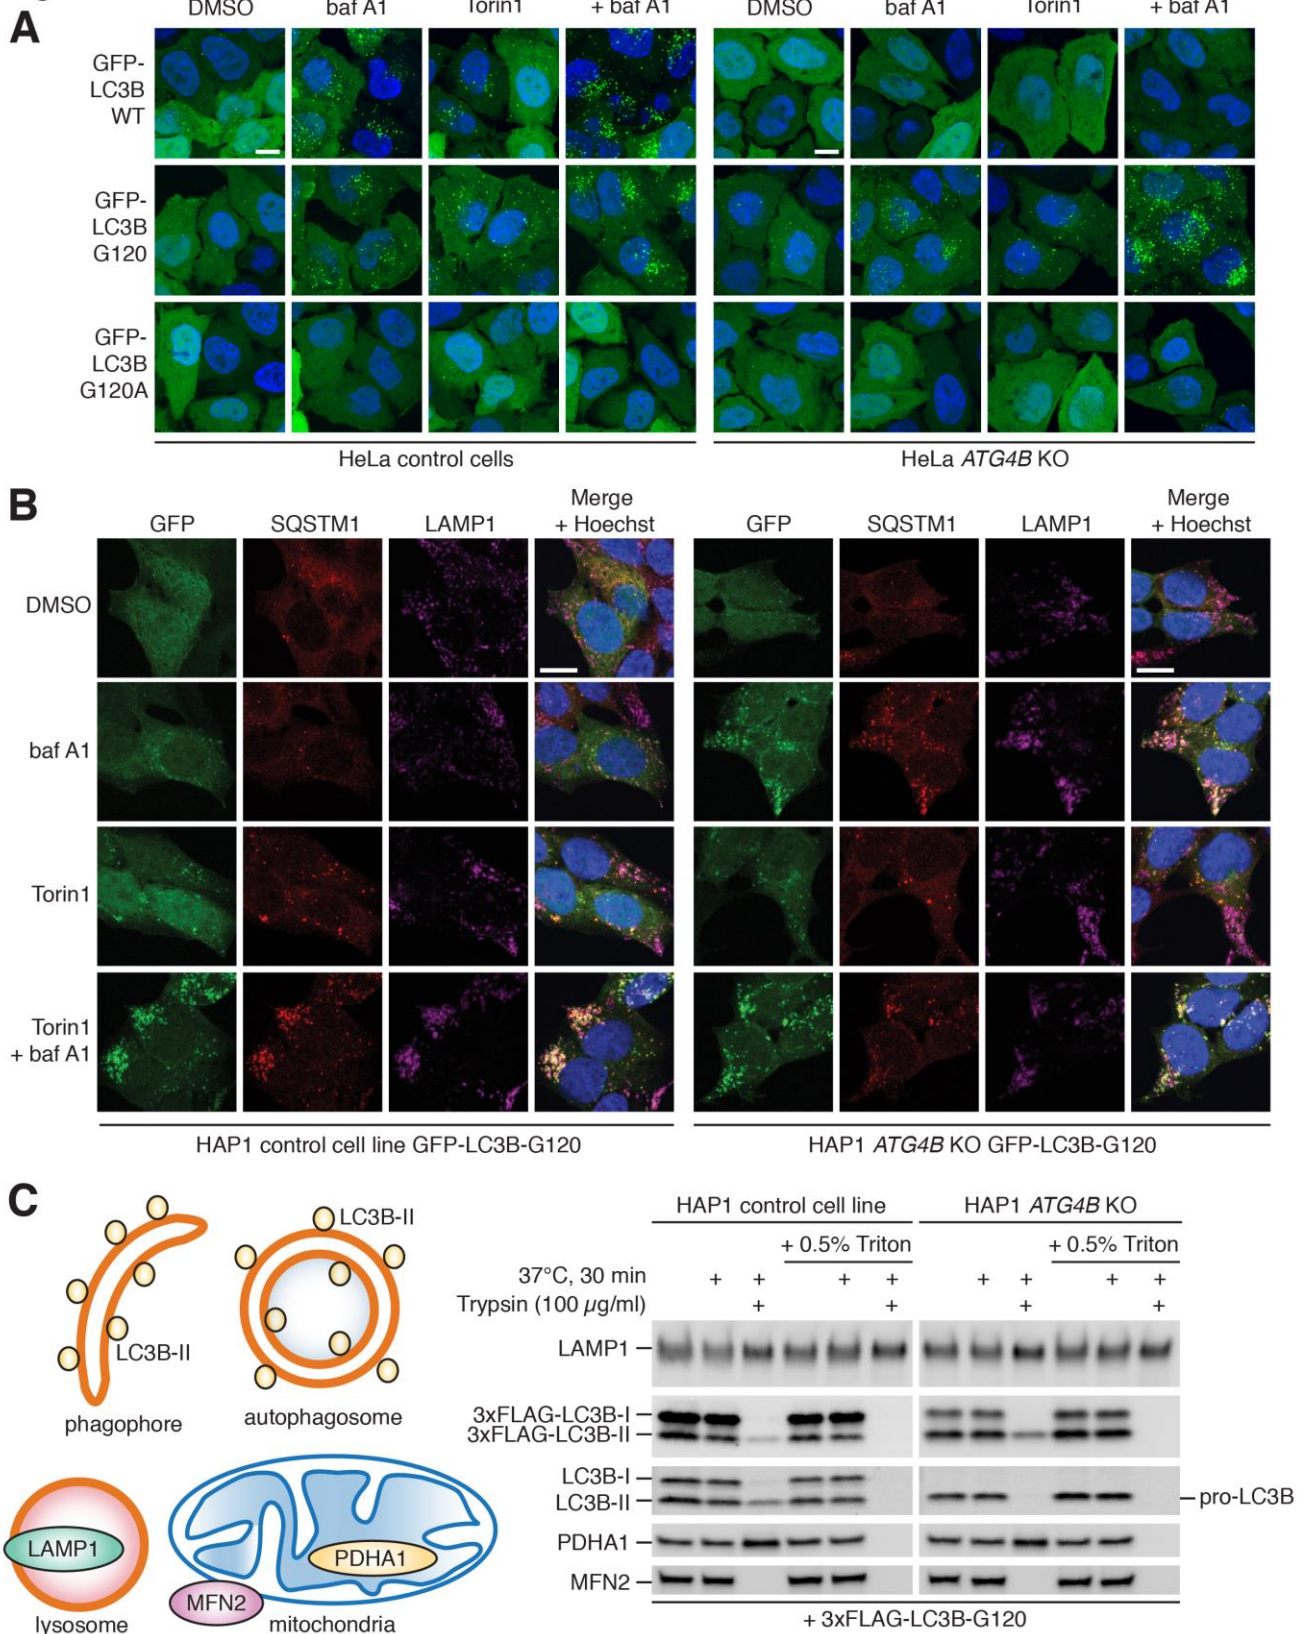 A
DMSO baf A1 Torin1 + baf A1 DMSO baf A1 Torin1 + baf A1
GFP-
LC3B
WT
GFP-
LC3B
G120
GFP-
LC3B
G120A
HeLa control cells HeLa ATG4B KO
B
GFP SQSTM1 LAMP1 Merge + Hoechst GFP SQSTM1 LAMP1 Merge + Hoechst
DMSO
baf A1
Torin1
Torin1
+ baf A1
HAP1 control cell line GFP-LC3B-G120 HAP1 ATG4B KO GFP-LC3B-G120
C
LC3B-II
LC3B-II
phagophore
autophagosome
LAMP1
lysosome
PDHA1
MFN2
mitochondria
HAP1 control cell line HAP1 ATG4B KO
+ 0.5% Triton + 0.5% Triton
37°C, 30 min + + + + + + + +
Trypsin (100 µg/ml) + + + +
LAMP1
3xFLAG-LC3B-I
3xFLAG-LC3B-II
LC3B-I
LC3B-II pro-LC3B
PDHA1
MFN2
+ 3xFLAG-LC3B-G120